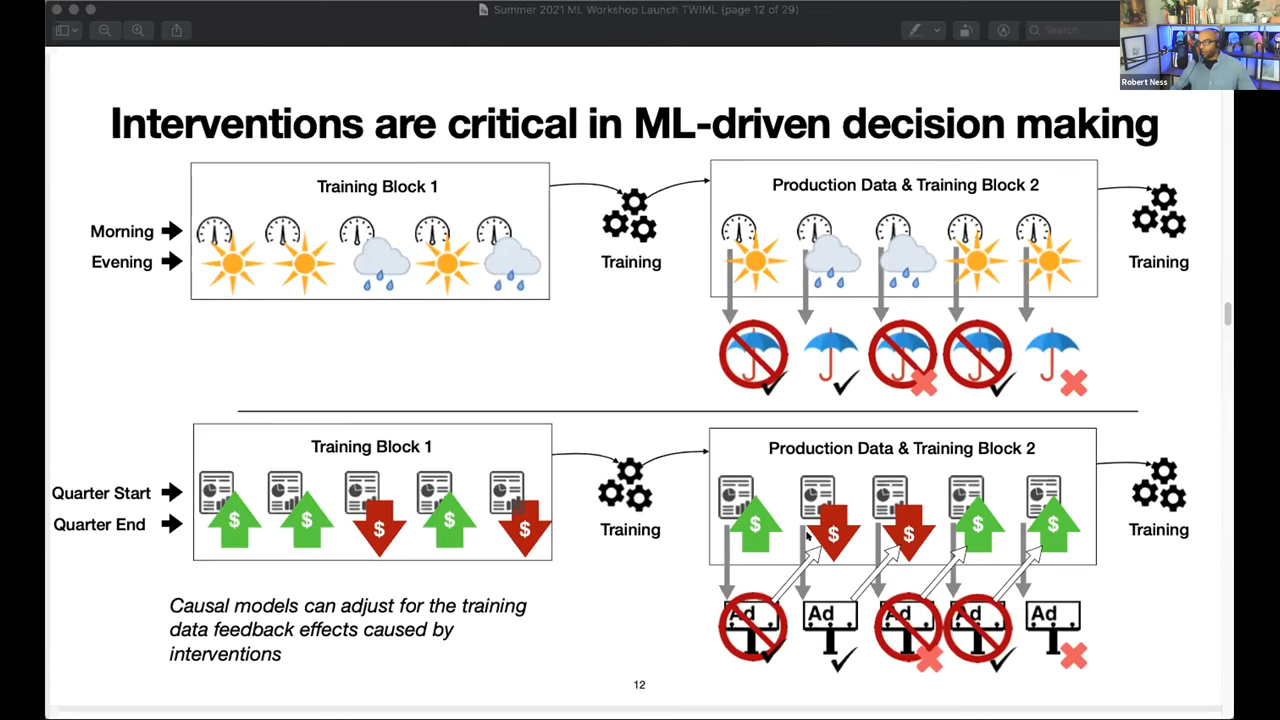 Summer 2021 ML Workshop Launch TWIML (page 12 of 29)
Search
Robert Ness
Interventions are critical in ML-driven decision making
Training Block 1
Production Data & Training Block 2
Morning
Evening
Training
Training
Training Block 1
Production Data & Training Block 2
Quarter Start
Quarter End
$
$
$
$
$
Training
$
$
$
$
$
Training
Ad
Ad
Ad
Ad
Ad
Causal models can adjust for the training
data feedback effects caused by
interventions
12